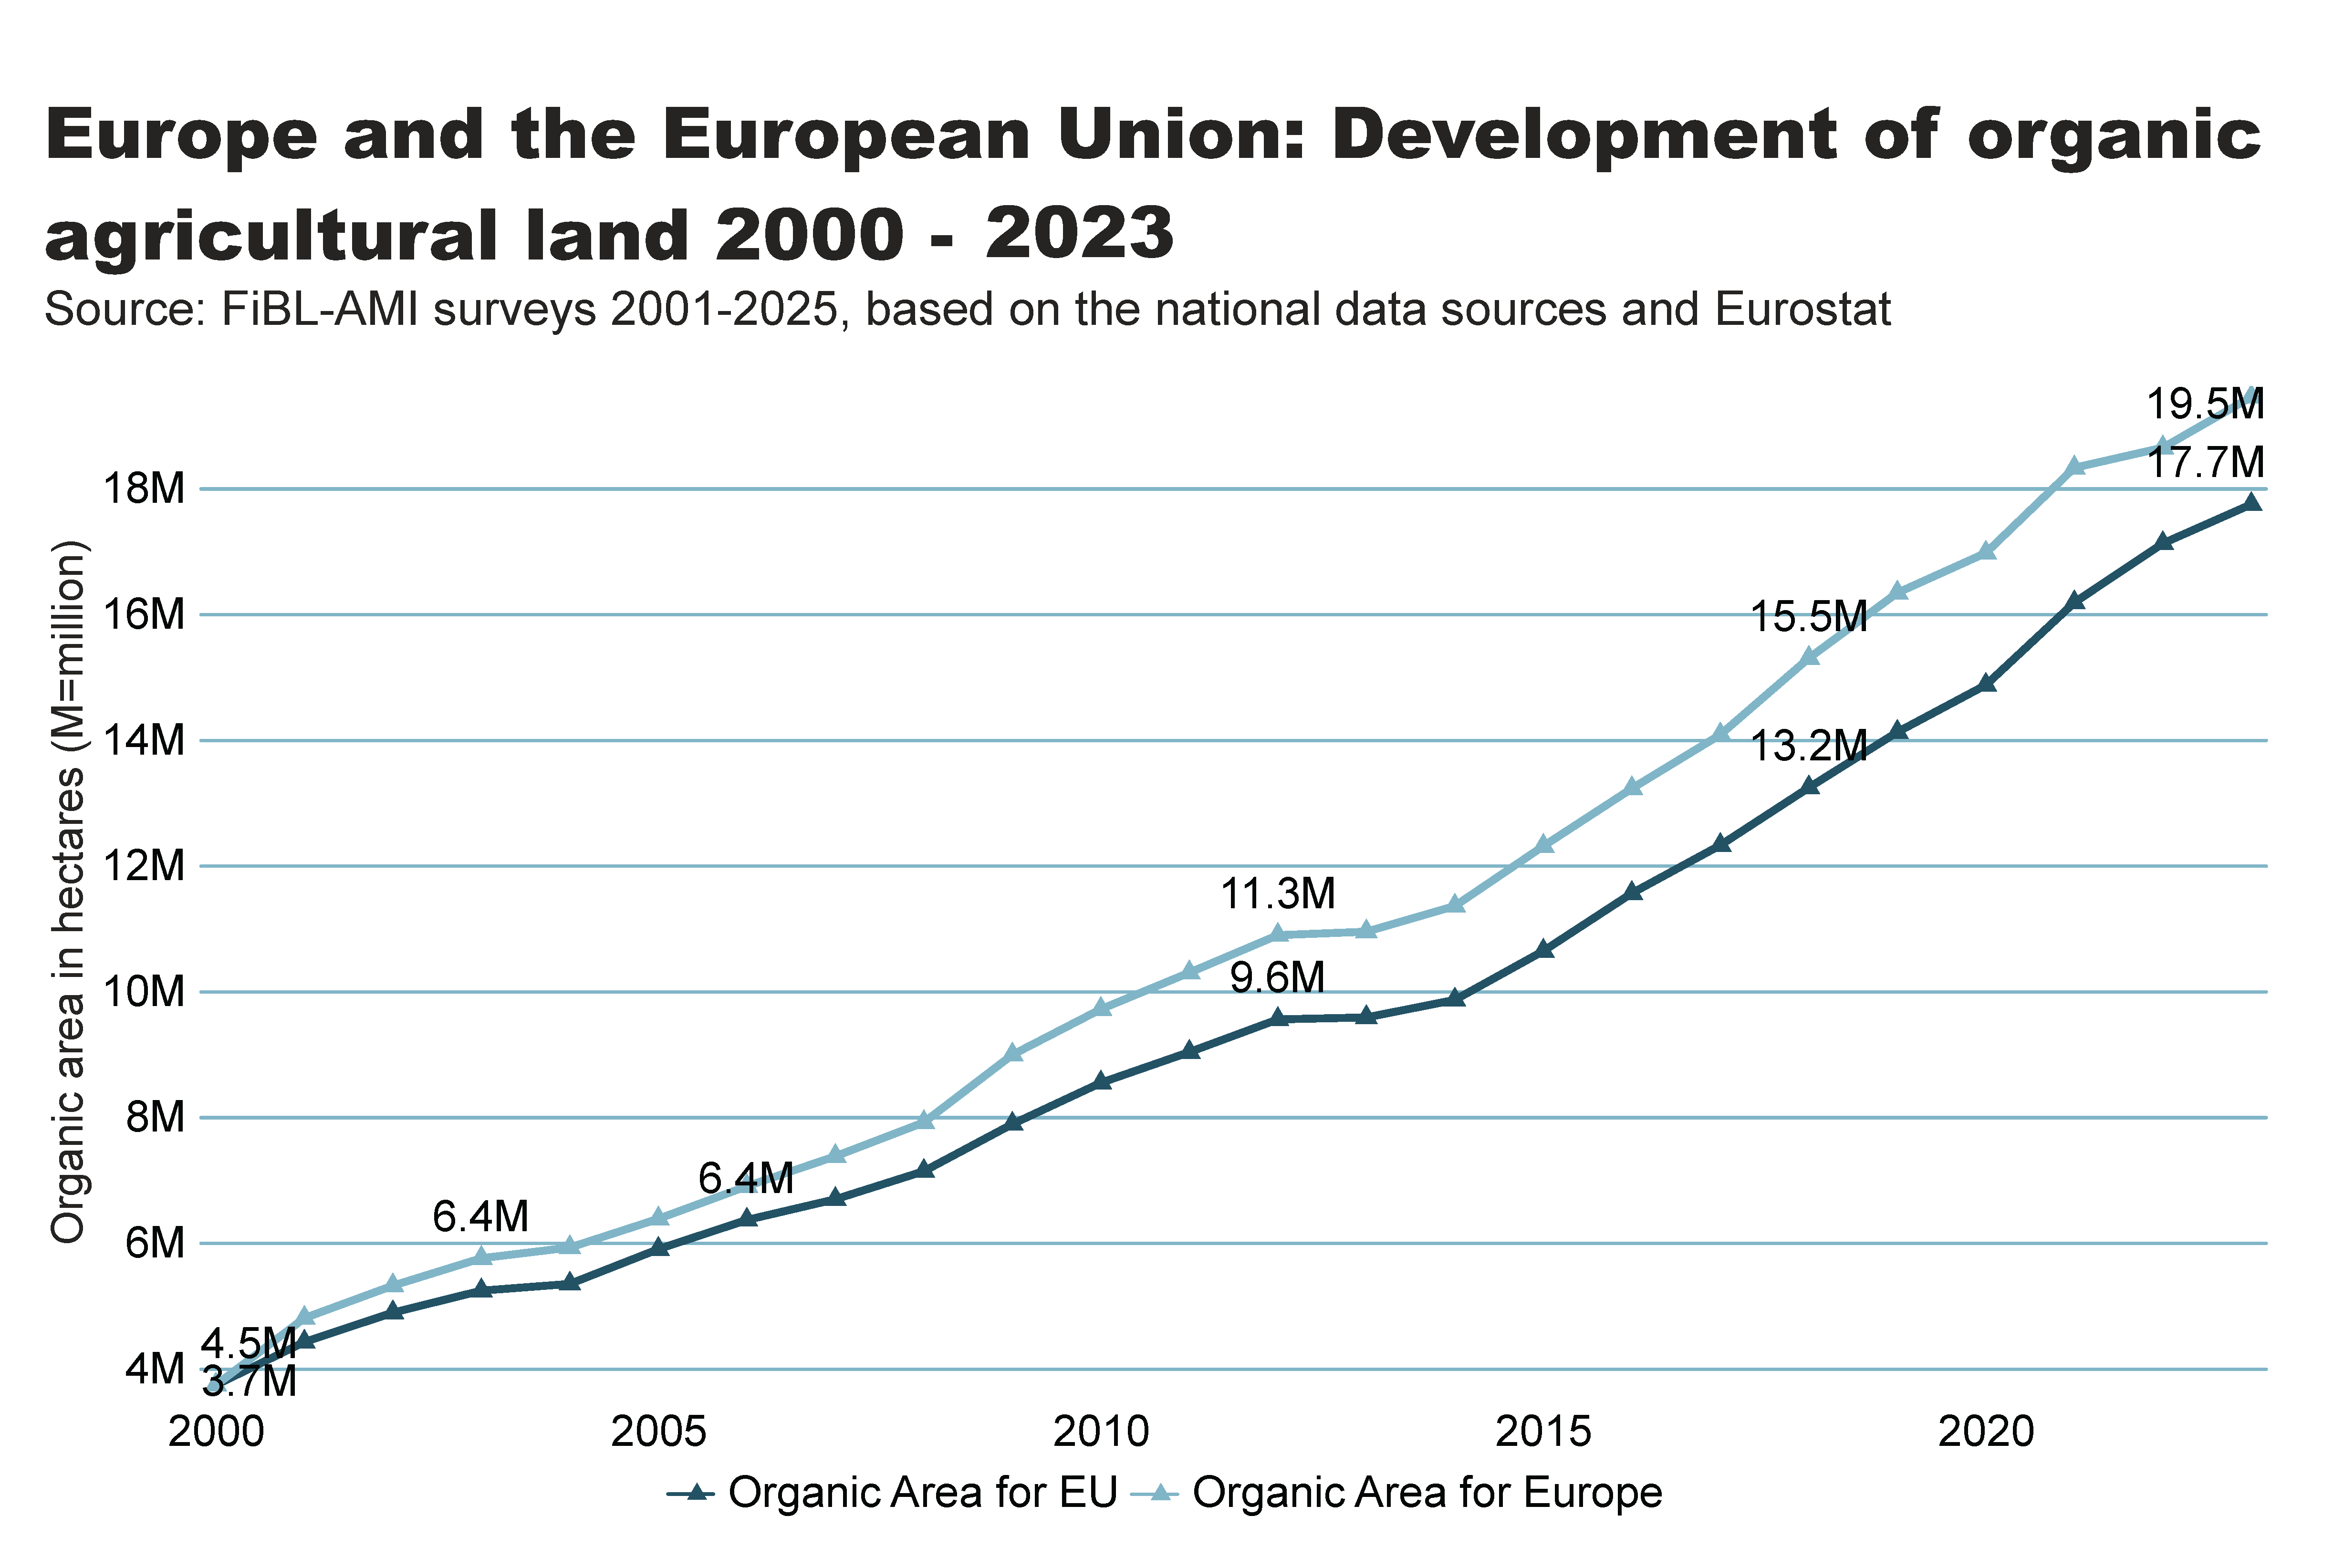 Europe and the European Union: Development of organic
agricultural land 2000 - 2023
Source: FiBL-AMI surveys 2001-2025, based on the national data sources and Eurostat
Organic area in hectares (M=million)
19.5M
17.7M
18M
16M
15.5M
14M
13.2M
12M
11.3M
10M
9.6M
8M
6.4M
6.4M
6M
4.5M
4M
3.7M
2000 2005 2010 2015 2020
Organic Area for EU Organic Area for Europe